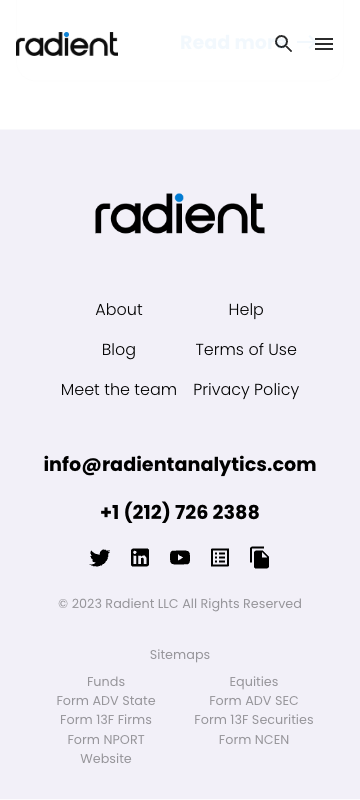 radient
Read more
radient
About
Help
Blog
Terms of Use
Meet the team
Privacy Policy
info@radientanalytics.com
+1 (212) 726 2388
© 2023 Radient LLC All Rights Reserved
Sitemaps
Funds
Equities
Form ADV State
Form ADV SEC
Form 13F Firms
Form 13F Securities
Form NPORT
Form NCEN
Website